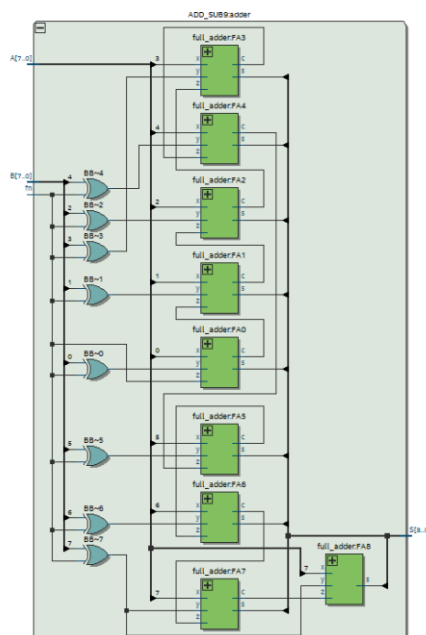 ADD_SUB9:adder
full_adder:FA3
A[7..0]
3
x
y
z
c
s
full_adder:FA4
4
x
y
z
c
s
B[7..0]
fn
4
BB~4
full_adder:FA2
2
x
y
z
c
s
2
BB~2
3
BB~3
full_adder:FA1
1
x
y
z
c
s
1
BB~1
full_adder:FA0
0
x
y
z
c
s
0
BB~0
full_adder:FA5
5
x
y
z
c
s
5
BB~5
full_adder:FA6
6
x
y
z
c
s
6
BB~6
7
BB~7
full_adder:FA8
7
x
y
z
s
full_adder:FA7
7
x
y
z
c
s